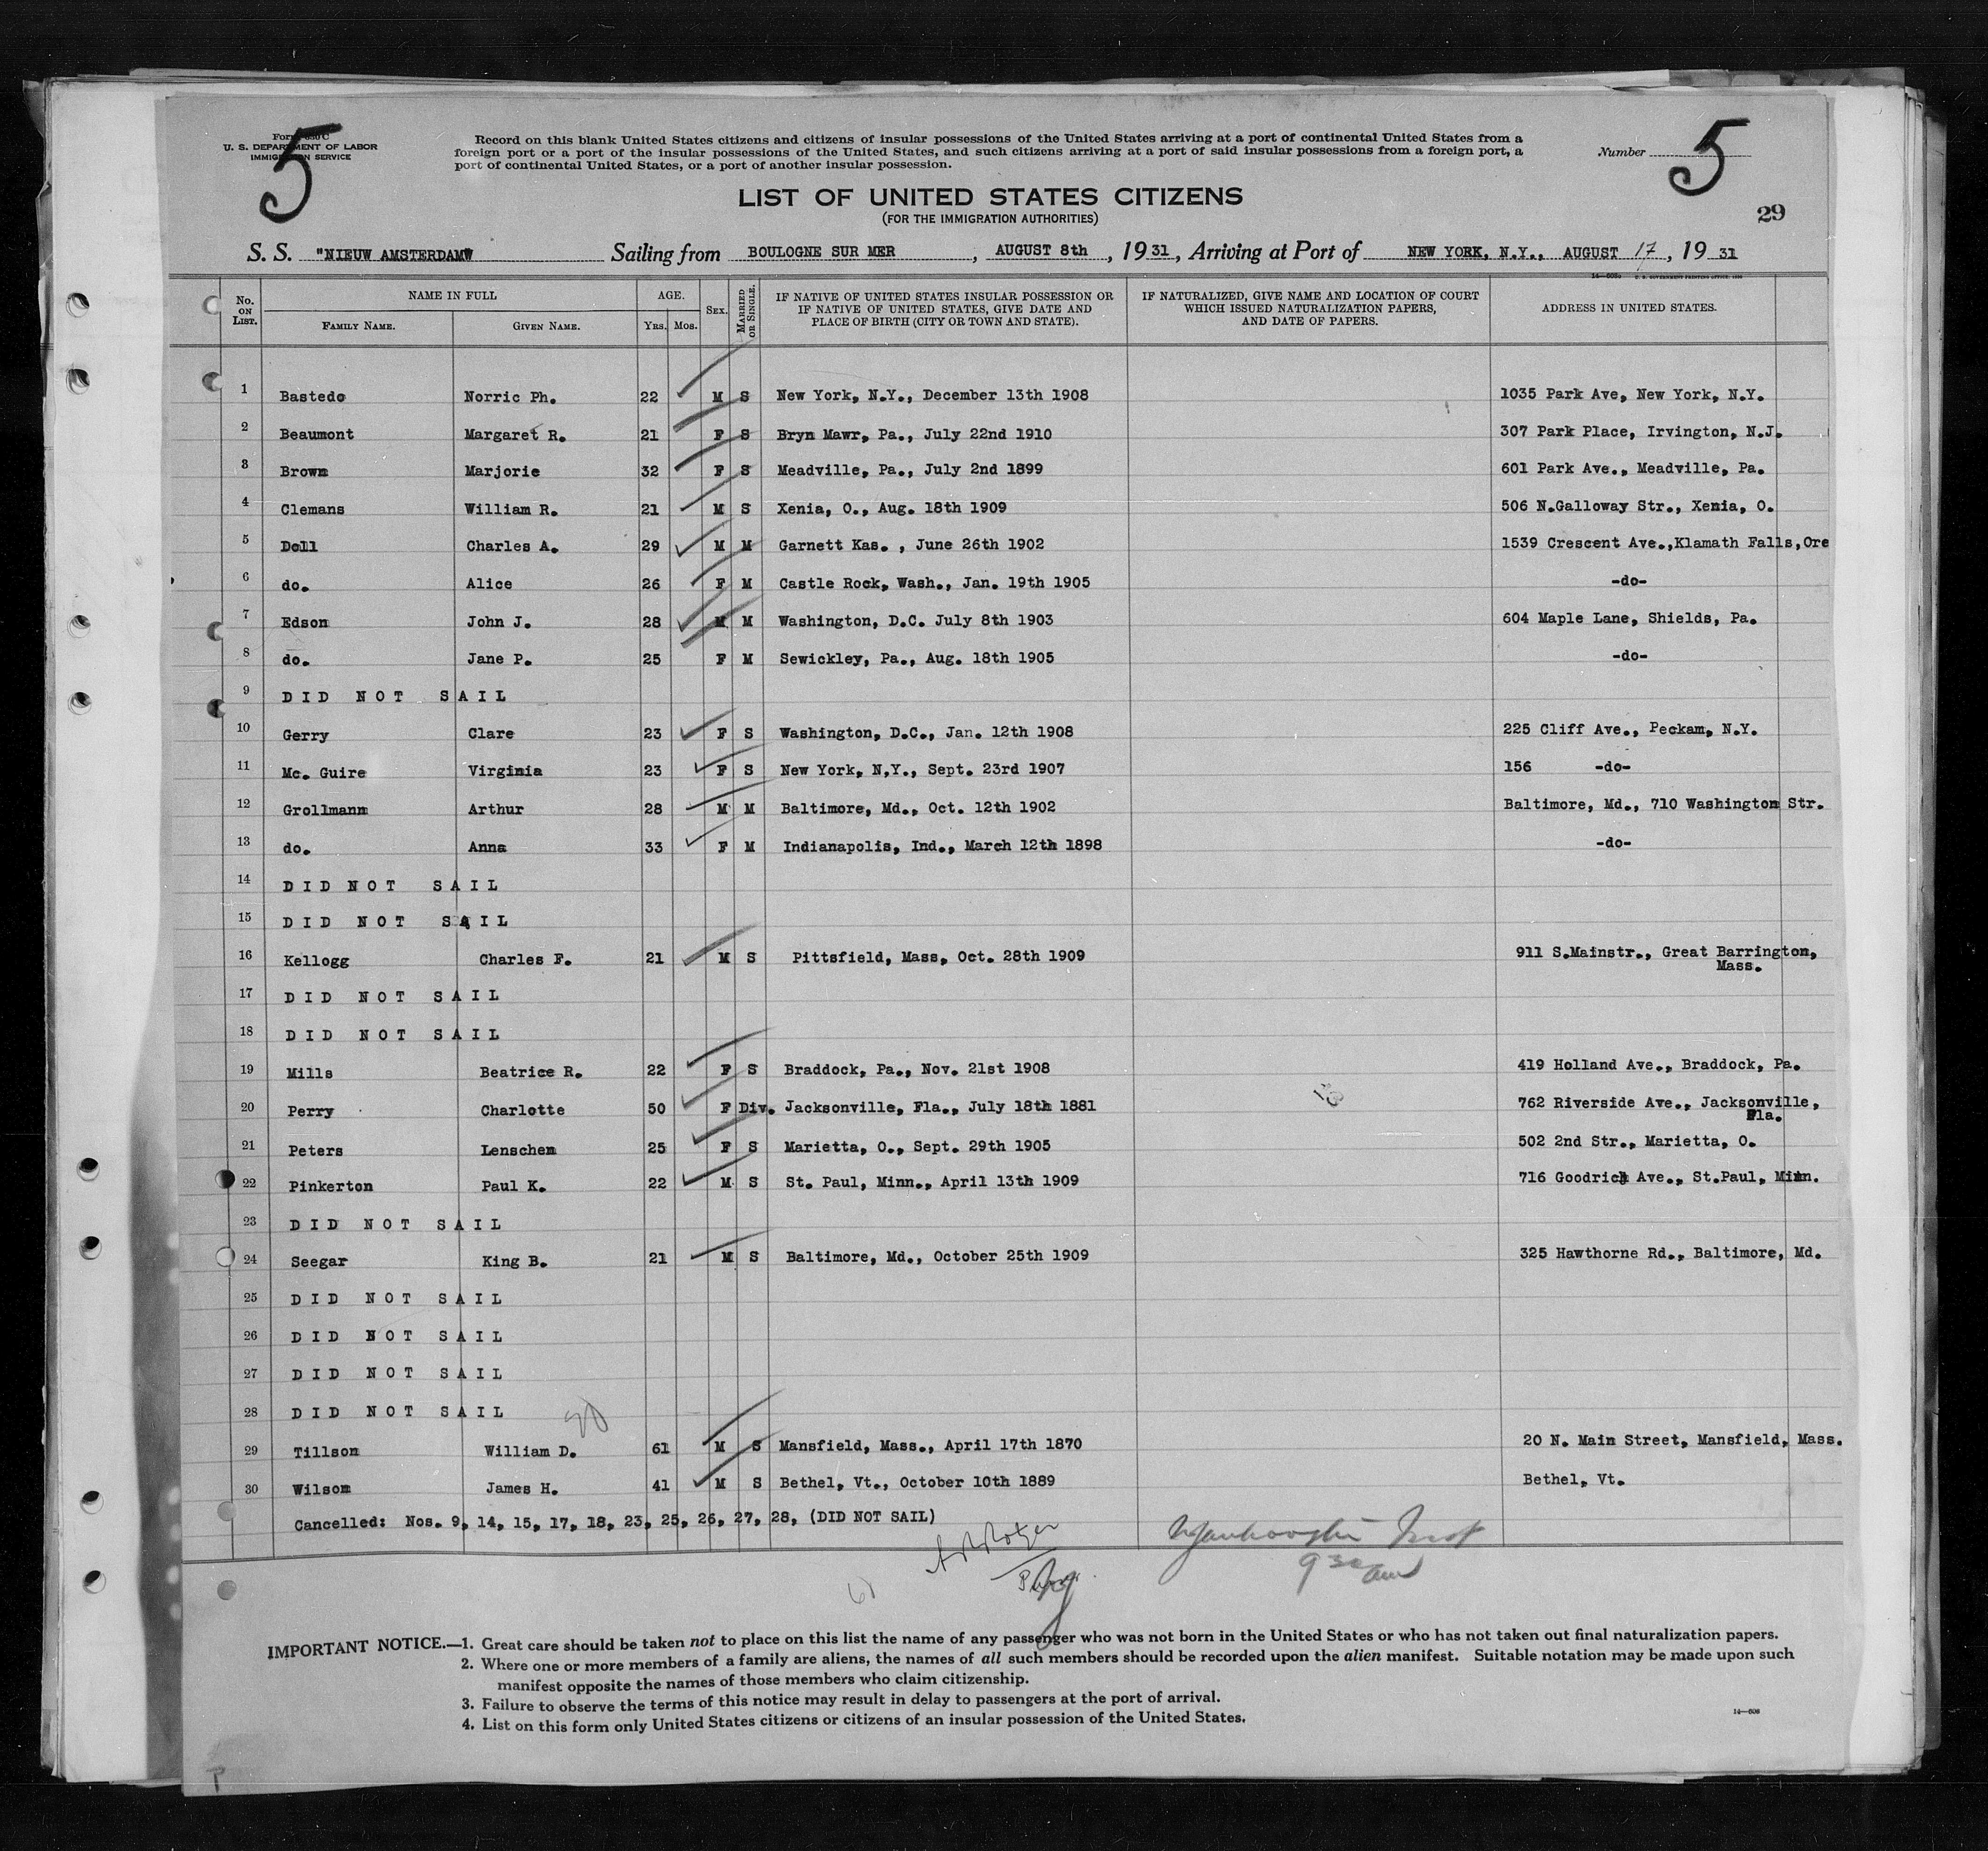 5
Form 630 C
U. S. DEPARTMENT OF LABOR
IMMIGRATION SERVICE
Record on this blank United States citizens and citizens of insular possessions of the United States arriving at a port of continental United States from a
foreign port or a port of the insular possessions of the United States, and such citizens arriving at a port of said insular possessions from a foreign port, a
port of continental United States, or a port of another insular possession.
Number 5
LIST OF UNITED STATES CITIZENS
(FOR THE IMMIGRATION AUTHORITIES)
29
S. S. "NIEUW AMSTERDAMW Sailing from BOULOGNE SUR MER, AUGUST 8th, 1931, Arriving at Port of NEW YORK, N.Y., AUGUST 17, 1931
No. ON LIST. NAME IN FULL FAMILY NAME. GIVEN NAME. AGE. Yrs. Mos. SEX. MARRIED OR SINGLE. IF NATIVE OF UNITED STATES INSULAR POSSESSION OR IF NATIVE OF UNITED STATES, GIVE DATE AND PLACE OF BIRTH (CITY OR TOWN AND STATE). IF NATURALIZED, GIVE NAME AND LOCATION OF COURT WHICH ISSUED NATURALIZATION PAPERS, AND DATE OF PAPERS. ADDRESS IN UNITED STATES.
1 Bastedo Norric Ph. 22 M S New York, N.Y., December 13th 1908 1035 Park Ave, New York, N.Y.
2 Beaumont Margaret R. 21 F S Bryn Mawr, Pa., July 22nd 1910 307 Park Place, Irvington, N.J.
3 Brown Marjorie 32 F S Meadville, Pa., July 2nd 1899 601 Park Ave., Meadville, Pa.
4 Clemans William R. 21 M S Xenia, O., Aug. 18th 1909 506 N.Galloway Str., Xenia, O.
5 Doll Charles A. 29 M M Garnett Kas. , June 26th 1902 1539 Crescent Ave.,Klamath Falls,Ore
6 do. Alice 26 F M Castle Rock, Wash., Jan. 19th 1905 -do-
7 Edson John J. 28 M M Washington, D.C. July 8th 1903 604 Maple Lane, Shields, Pa.
8 do. Jane P. 25 F M Sewickley, Pa., Aug. 18th 1905 -do-
9 DID NOT SAIL
10 Gerry Clare 23 F S Washington, D.C., Jan. 12th 1908 225 Cliff Ave., Peckam, N.Y.
11 Mc. Guire Virginia 23 F S New York, N,Y., Sept. 23rd 1907 156 -do-
12 Grollmann Arthur 28 M M Baltimore, Md., Oct. 12th 1902 Baltimore, Md., 710 Washington Str.
13 do. Anna 33 F M Indianapolis, Ind., March 12th 1898 -do-
14 DID NOT SAIL
15 DID NOT SAIL
16 Kellogg Charles F. 21 M S Pittsfield, Mass, Oct. 28th 1909 911 S.Mainstr., Great Barrington,
Mass.
17 DID NOT SAIL
18 DID NOT SAIL
19 Mills Beatrice R. 22 F S Braddock, Pa., Nov. 21st 1908 419 Holland Ave., Braddock, Pa.
20 Perry Charlotte 50 F Div. Jacksonville, Fla., July 18th 1881 762 Riverside Ave., Jacksonville,
Fla.
21 Peters Lenschen 25 F S Marietta, O., Sept. 29th 1905 502 2nd Str., Marietta, O.
22 Pinkerton Paul K. 22 M S St. Paul, Minn., April 13th 1909 716 Goodrich Ave., St.Paul, Minn.
23 DID NOT SAIL
24 Seegar King B. 21 M S Baltimore, Md., October 25th 1909 325 Hawthorne Rd., Baltimore, Md.
25 DID NOT SAIL
26 DID NOT SAIL
27 DID NOT SAIL
28 DID NOT SAIL
29 Tillson William D. 61 M S Mansfield, Mass., April 17th 1870 20 N. Main Street, Mansfield, Mass.
30 Wilson James H. 41 M S Bethel, Vt., October 10th 1889 Bethel, Vt.
Cancelled: Nos. 9, 14, 15, 17, 18, 23, 25, 26, 27, 28, (DID NOT SAIL)
9 30 am
IMPORTANT NOTICE.—1. Great care should be taken not to place on this list the name of any passenger who was not born in the United States or who has not taken out final naturalization papers.
2. Where one or more members of a family are aliens, the names of all such members should be recorded upon the alien manifest. Suitable notation may be made upon such
manifest opposite the names of those members who claim citizenship.
3. Failure to observe the terms of this notice may result in delay to passengers at the port of arrival.
4. List on this form only United States citizens or citizens of an insular possession of the United States.
14—608
P